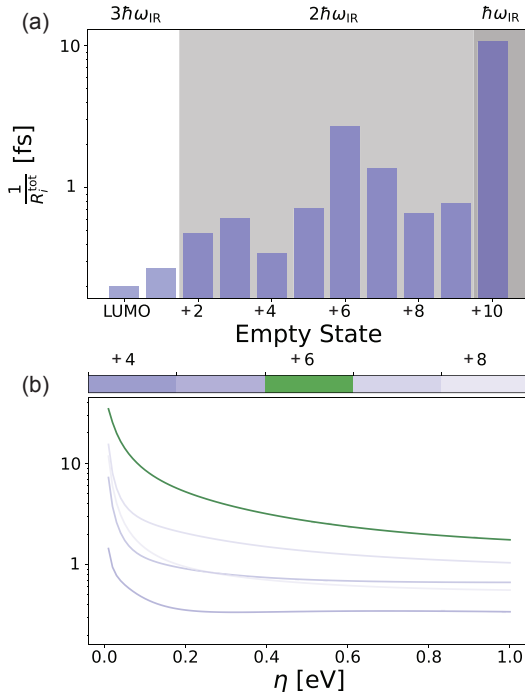 3ħω_IR 2ħω_IR ħω_IR
(a)
10
1
1/R_i^tot [fs]
LUMO +2 +4 +6 +8 +10
Empty State
+4 +6 +8
(b)
10
1
0.0 0.2 0.4 0.6 0.8 1.0
η [eV]